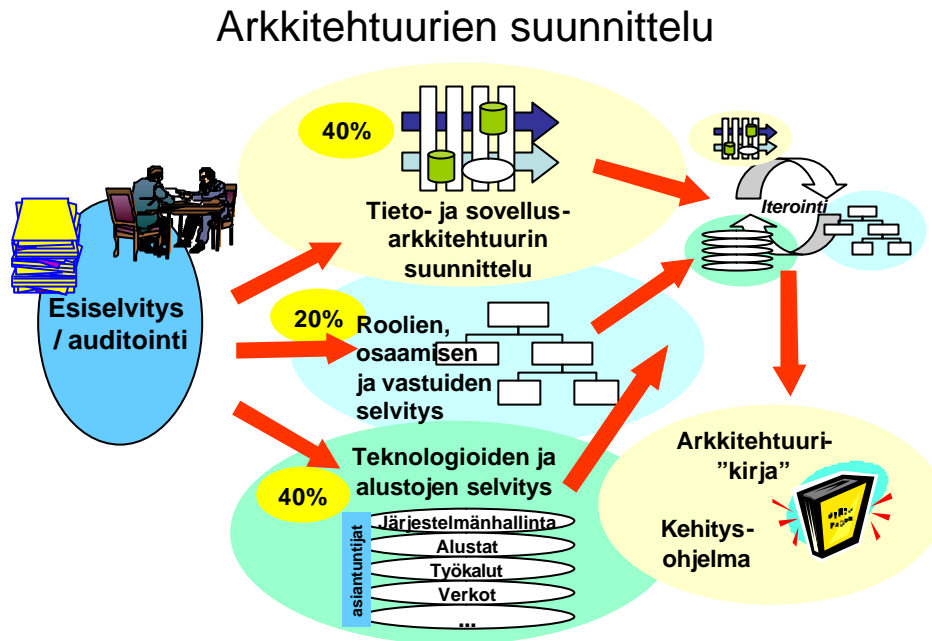 Arkkitehtuurien suunnittelu
40%
Tieto- ja sovellus-
arkkitehtuurin
suunnittelu
Esiselvitys
/ auditointi
20%
Roolien,
osaamisen
ja vastuiden
selvitys
40%
Teknologioiden ja
alustojen selvitys
asiantuntijat
Järjestelmänhallinta
Alustat
Työkalut
Verkot
...
Iterointi
Arkkitehtuuri-
”kirja”
Kehitys-
ohjelma